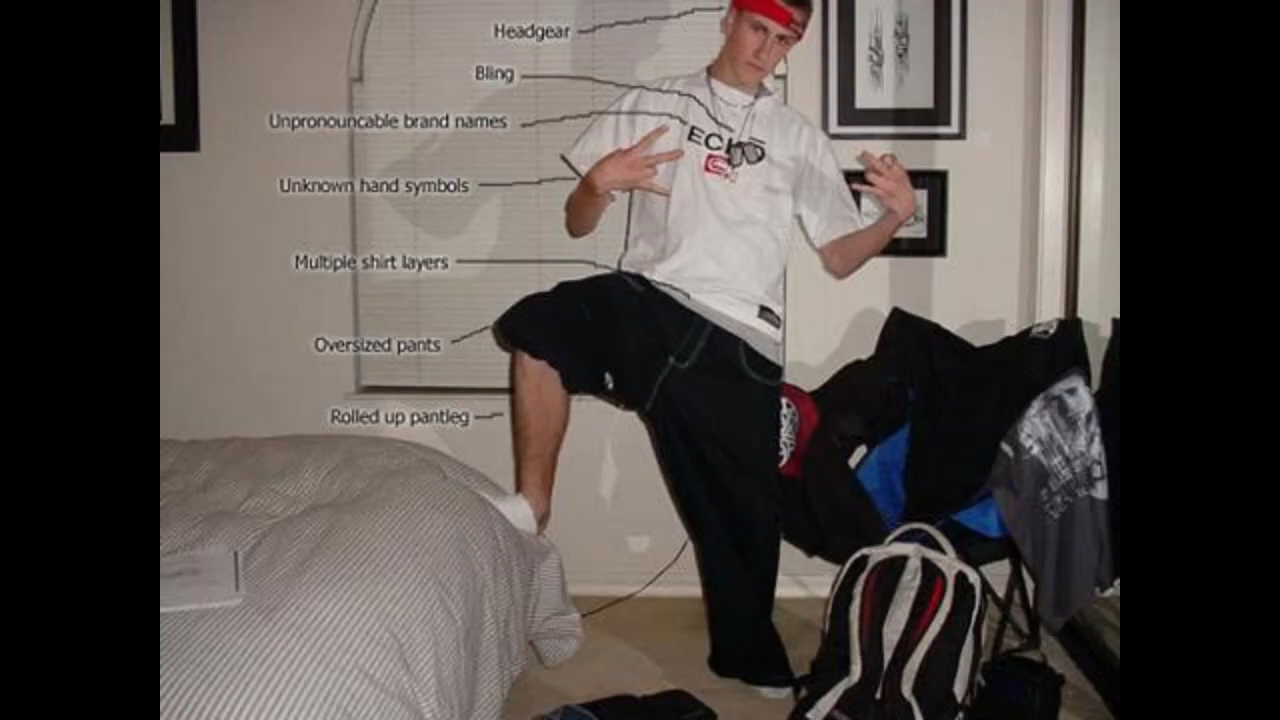 Headgear
Bling
Unpronouncable brand names
ECKO
Unknown hand symbols
Multiple shirt layers
Oversized pants
Rolled up pantleg